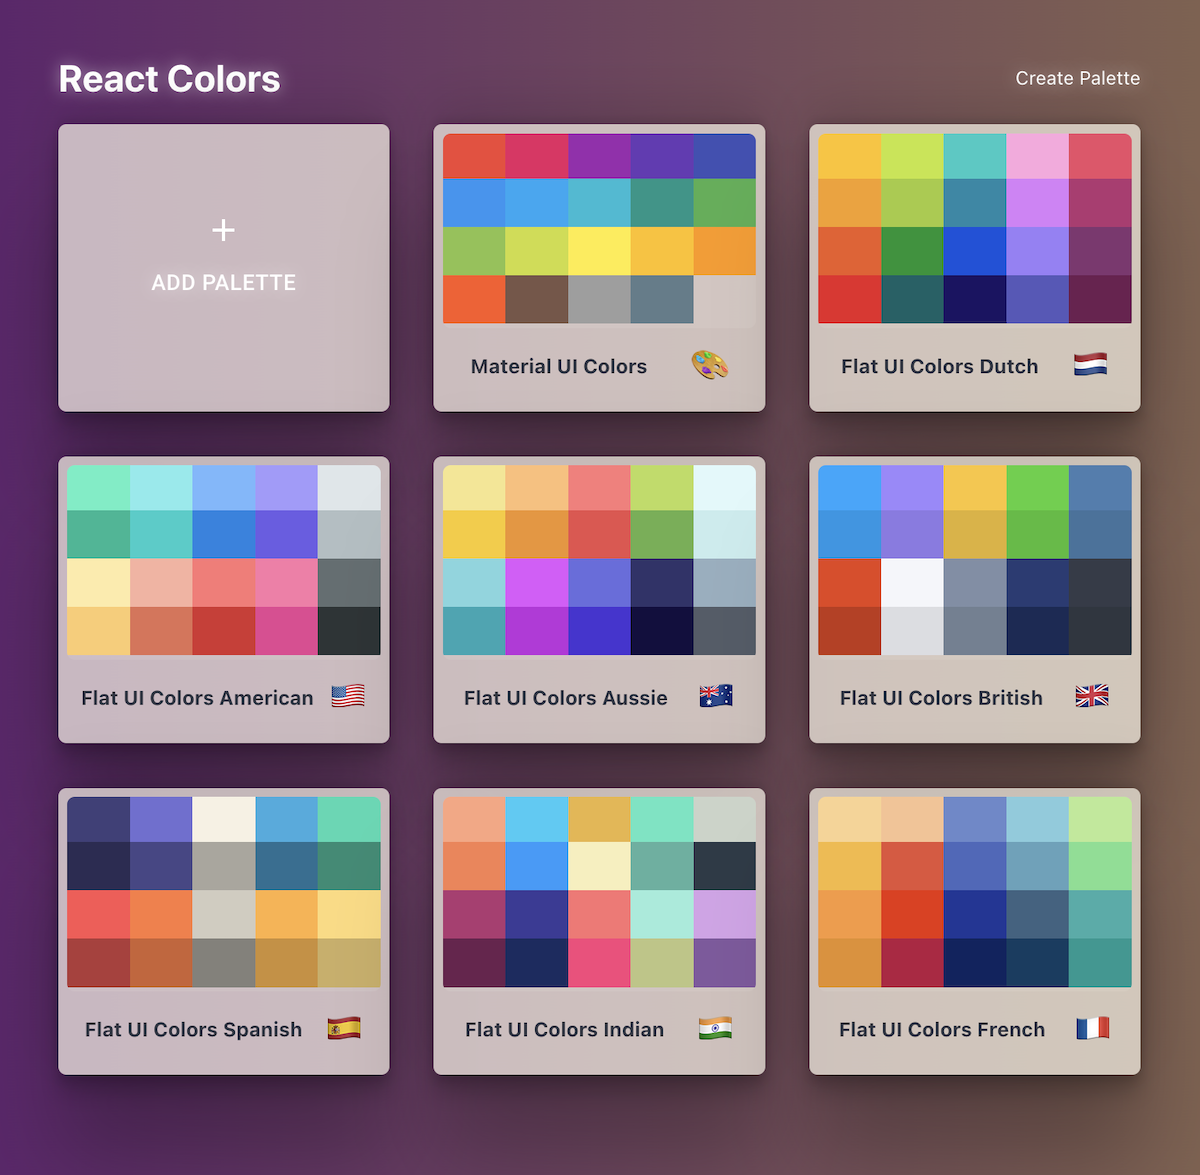 React Colors
Create Palette
+
ADD PALETTE
Material UI Colors
Flat UI Colors Dutch
Flat UI Colors American
Flat UI Colors Aussie
Flat UI Colors British
Flat UI Colors Spanish
Flat UI Colors Indian
Flat UI Colors French